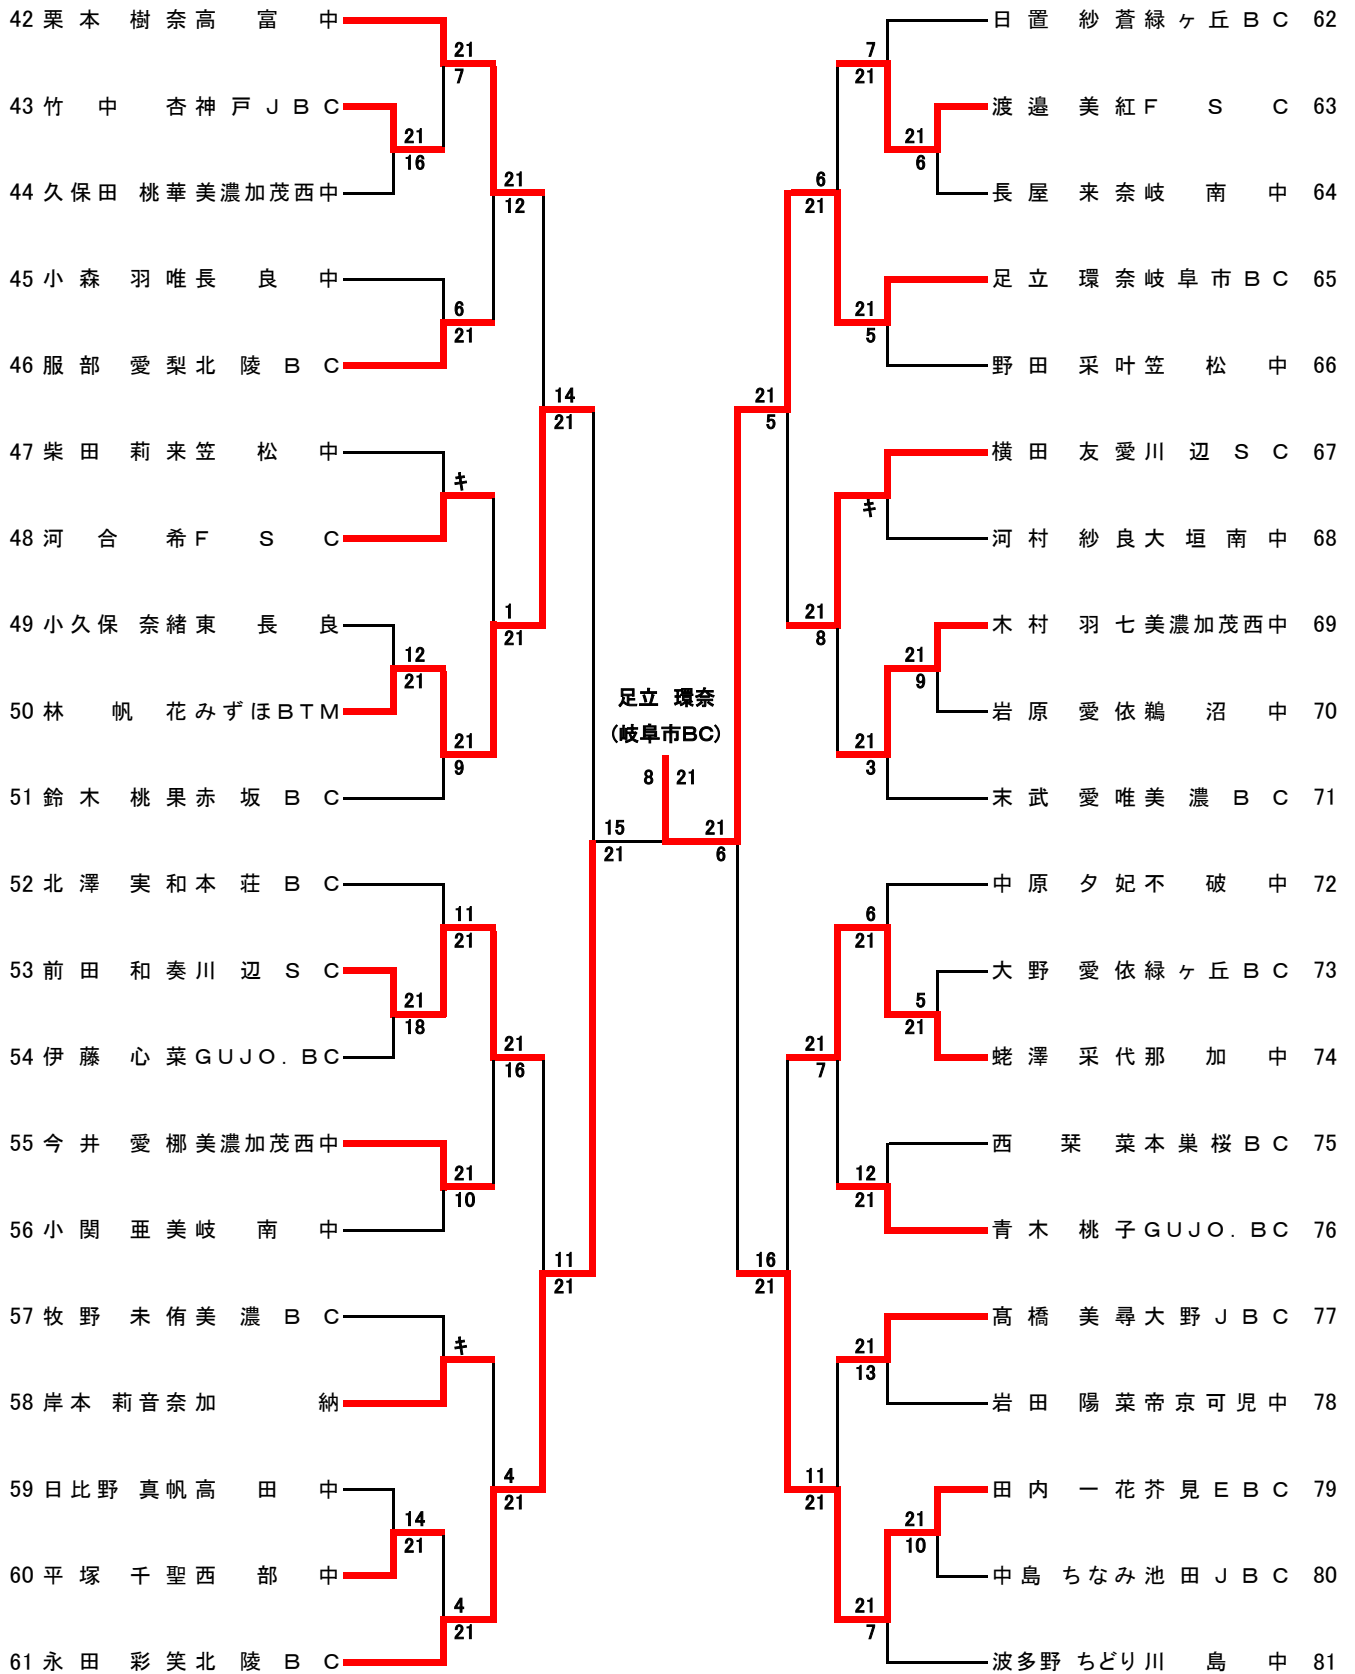 42 栗本 樹奈 高富中
43 竹中 杏 神戸JBC
44 久保田 桃華 美濃加茂西中
45 小森 羽唯 長良中
46 服部 愛梨 北陵BC
47 柴田 莉来 笠松中
48 河合 希 FSC
49 小久保 奈緒 東長良
50 林 帆花 みずほBTM
51 鈴木 桃果 赤坂BC
52 北澤 実和 本荘BC
53 前田 和奏 川辺SC
54 伊藤 心菜 GUJO.BC
55 今井 愛梛 美濃加茂西中
56 小関 亜美 岐南中
57 牧野 未侑 美濃BC
58 岸本 莉音奈 加納
59 日比野 真帆 高田中
60 平塚 千聖 西部中
61 永田 彩笑 北陵BC
21
7
21
16
21
12
6
21
14
21
キ
1
21
12
21
21
9
15
21
11
21
21
18
21
16
21
10
11
21
キ
4
21
14
21
4
21
足立 環奈
(岐阜市BC)
8 21
21
6
7
21
21
6
6
21
21
5
21
5
キ
21
8
21
9
21
3
6
21
5
21
21
7
12
21
16
21
21
13
11
21
21
10
21
7
日置 紗蒼 緑ヶ丘BC 62
渡邉 美紅 FSC 63
長屋 来奈 岐南中 64
足立 環奈 岐阜市BC 65
野田 采叶 笠松中 66
横田 友愛 川辺SC 67
河村 紗良 大垣南中 68
木村 羽七 美濃加茂西中 69
岩原 愛依 鵜沼中 70
末武 愛唯 美濃BC 71
中原 夕妃 不破中 72
大野 愛依 緑ヶ丘BC 73
蛯澤 采代 那加中 74
西 栞菜 本巣桜BC 75
青木 桃子 GUJO.BC 76
髙橋 美尋 大野JBC 77
岩田 陽菜 帝京可児中 78
田内 一花 芥見EBC 79
中島 ちなみ 池田JBC 80
波多野 ちどり 川島中 81